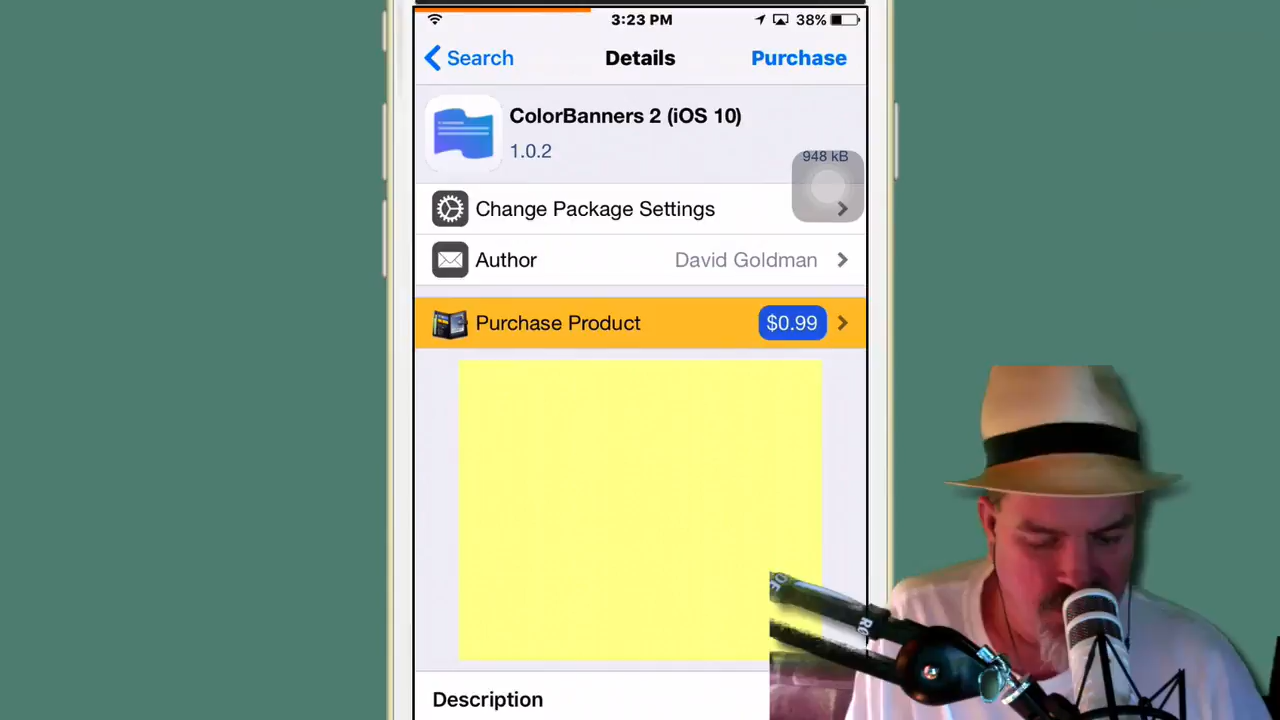 3:23 PM 38%
Search Details Purchase
ColorBanners 2 (iOS 10)
1.0.2
948 kB
Change Package Settings
Author David Goldman
Purchase Product $0.99
Description